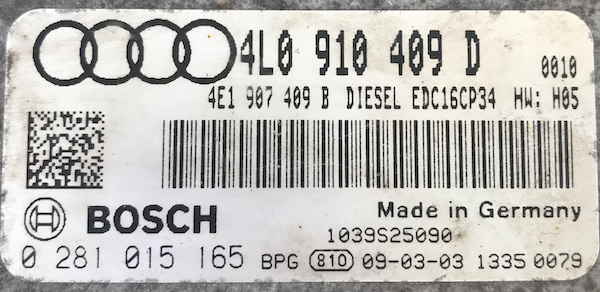 4L0 910 409 D 0010
4E1 907 409 B DIESEL EDC16CP34 HW: H05
BOSCH Made in Germany
1039S25090
0 281 015 165 BPG 810 09-03-03 1335 0079